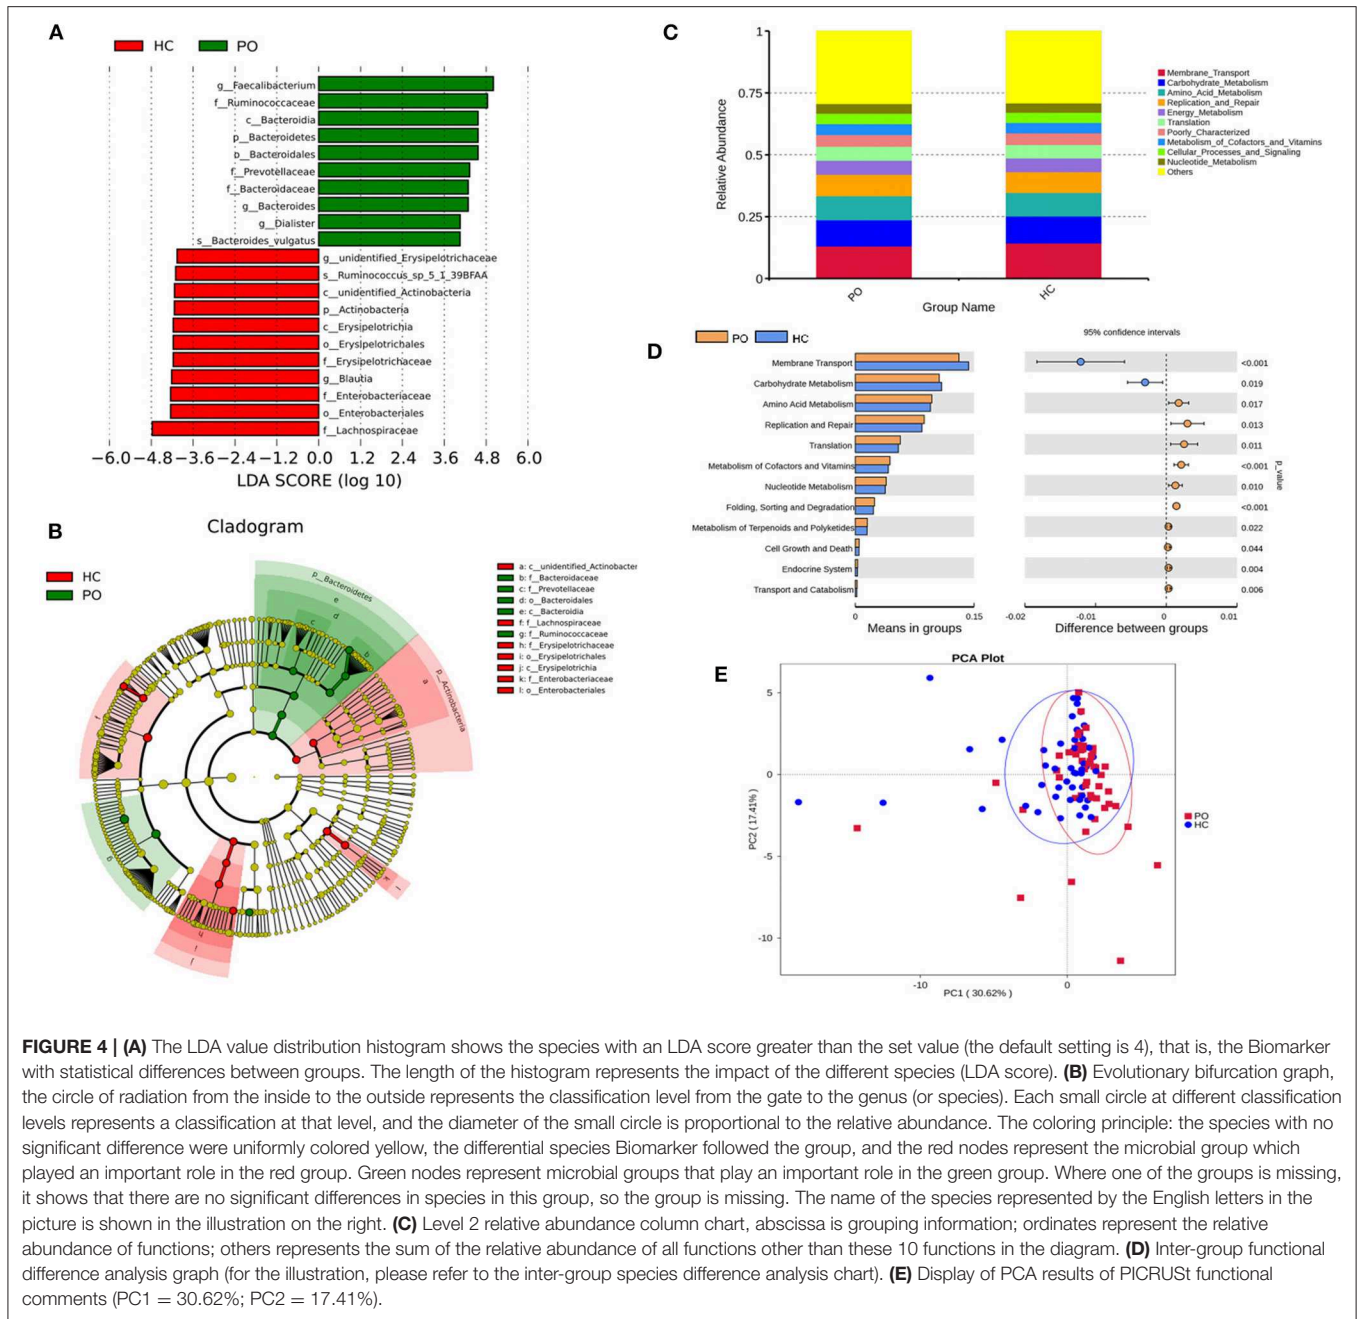 A
HC PO
g__Faecalibacterium
f__Ruminococcaceae
c__Bacteroidia
p__Bacteroidetes
o__Bacteroidales
f__Prevotellaceae
f__Bacteroidaceae
g__Bacteroides
g__Dialister
s__Bacteroides_vulgatus
g__unidentified_Erysipelotrichaceae
s__Ruminococcus_sp_5_1_39BFAA
c__unidentified_Actinobacteria
p__Actinobacteria
c__Erysipelotrichia
o__Erysipelotrichales
f__Erysipelotrichaceae
g__Blautia
f__Enterobacteriaceae
o__Enterobacteriales
f__Lachnospiraceae
−6.0 −4.8 −3.6 −2.4 −1.2 0.0 1.2 2.4 3.6 4.8 6.0
LDA SCORE (log 10)
B
Cladogram
HC
PO
p__Bacteroidetes
e
d
c
b
p__Actinobacteria
a
f
g
h
i
j
k
l
a: c__unidentified_Actinobacter
b: f__Bacteroidaceae
c: f__Prevotellaceae
d: o__Bacteroidales
e: c__Bacteroidia
f: f__Lachnospiraceae
g: f__Ruminococcaceae
h: f__Erysipelotrichaceae
i: o__Erysipelotrichales
j: c__Erysipelotrichia
k: f__Enterobacteriaceae
l: o__Enterobacteriales
C
Relative Abundance
1
0.75
0.5
0.25
0
PO HC
Group Name
Membrane_Transport
Carbohydrate_Metabolism
Amino_Acid_Metabolism
Replication_and_Repair
Energy_Metabolism
Translation
Poorly_Characterized
Metabolism_of_Cofactors_and_Vitamins
Cellular_Processes_and_Signaling
Nucleotide_Metabolism
Others
D
PO HC
95% confidence intervals
Membrane Transport <0.001
Carbohydrate Metabolism 0.019
Amino Acid Metabolism 0.017
Replication and Repair 0.013
Translation 0.011
Metabolism of Cofactors and Vitamins <0.001
Nucleotide Metabolism 0.010
Folding, Sorting and Degradation <0.001
Metabolism of Terpenoids and Polyketides 0.022
Cell Growth and Death 0.044
Endocrine System 0.004
Transport and Catabolism 0.006
p_value
0 0.15 -0.02 -0.01 0 0.01
Means in groups Difference between groups
E
PCA Plot
PC2 ( 17.41% )
5
0
-5
-10
-10 0
PC1 ( 30.62% )
PO
HC
FIGURE 4 | (A) The LDA value distribution histogram shows the species with an LDA score greater than the set value (the default setting is 4), that is, the Biomarker
with statistical differences between groups. The length of the histogram represents the impact of the different species (LDA score). (B) Evolutionary bifurcation graph,
the circle of radiation from the inside to the outside represents the classification level from the gate to the genus (or species). Each small circle at different classification
levels represents a classification at that level, and the diameter of the small circle is proportional to the relative abundance. The coloring principle: the species with no
significant difference were uniformly colored yellow, the differential species Biomarker followed the group, and the red nodes represent the microbial group which
played an important role in the red group. Green nodes represent microbial groups that play an important role in the green group. Where one of the groups is missing,
it shows that there are no significant differences in species in this group, so the group is missing. The name of the species represented by the English letters in the
picture is shown in the illustration on the right. (C) Level 2 relative abundance column chart, abscissa is grouping information; ordinates represent the relative
abundance of functions; others represents the sum of the relative abundance of all functions other than these 10 functions in the diagram. (D) Inter-group functional
difference analysis graph (for the illustration, please refer to the inter-group species difference analysis chart). (E) Display of PCA results of PICRUSt functional
comments (PC1 = 30.62%; PC2 = 17.41%).